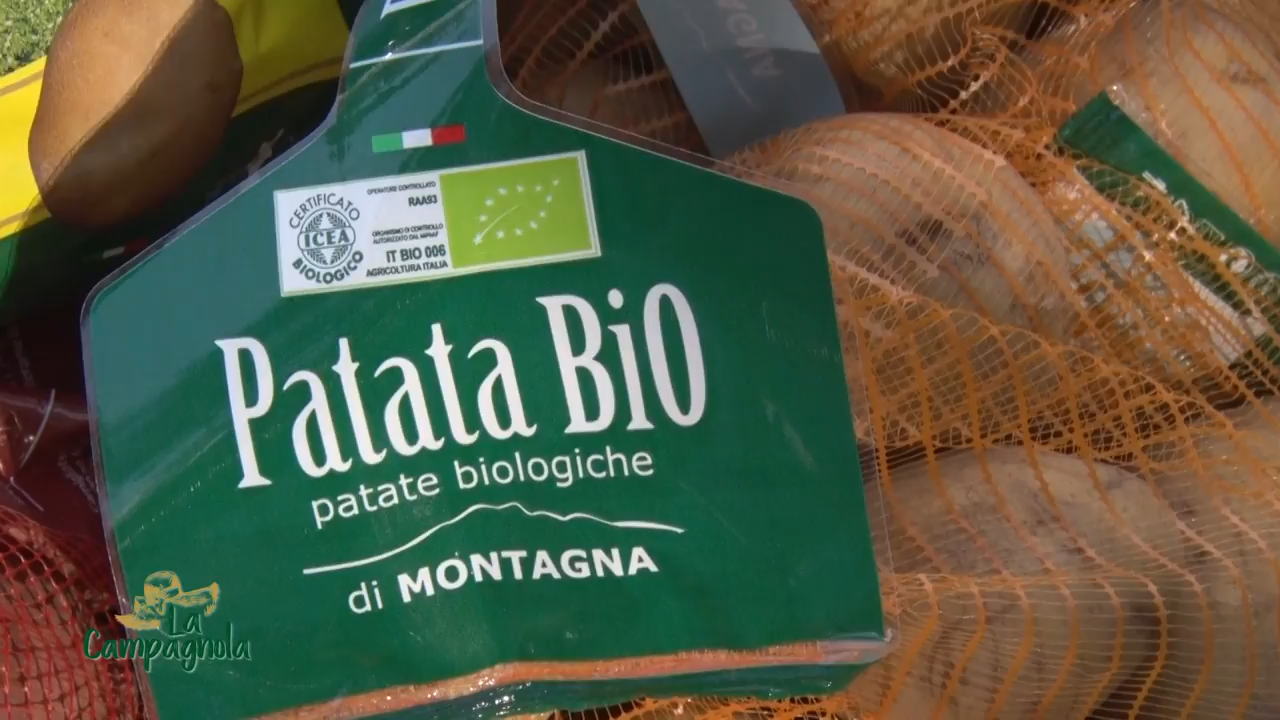 CERTIFICATO
ICEA
BIOLOGICO
OPERATORE CONTROLLATO
RAA93
ORGANISMO DI CONTROLLO
AUTORIZZATO DAL MIPAAF
IT BIO 006
AGRICOLTURA ITALIA
Patata BiO
patate biologiche
di MONTAGNA
La
Campagnola